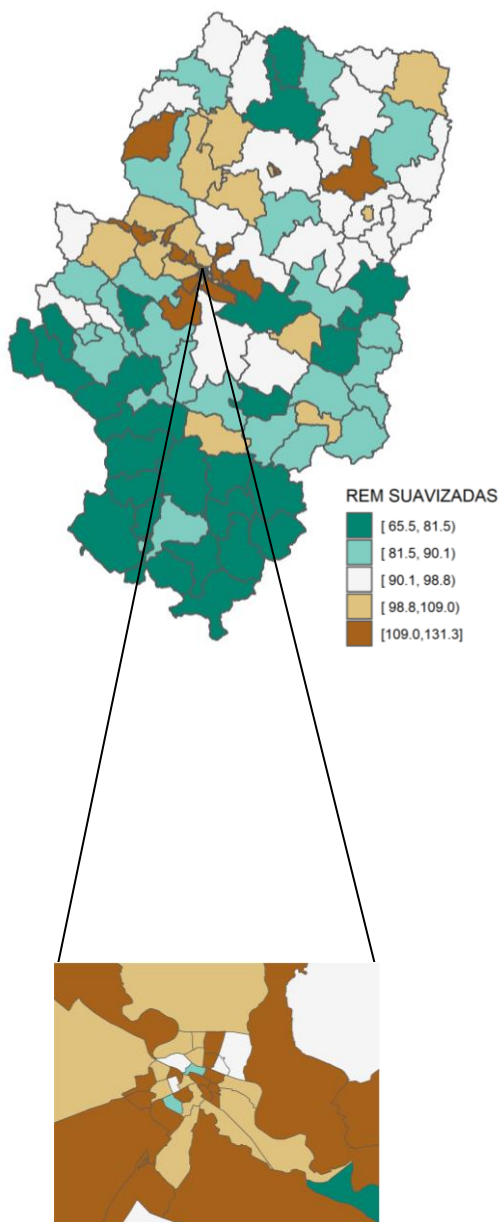 REM SUAVIZADAS
[ 65.5, 81.5)
[ 81.5, 90.1)
[ 90.1, 98.8)
[ 98.8,109.0)
[109.0,131.3]